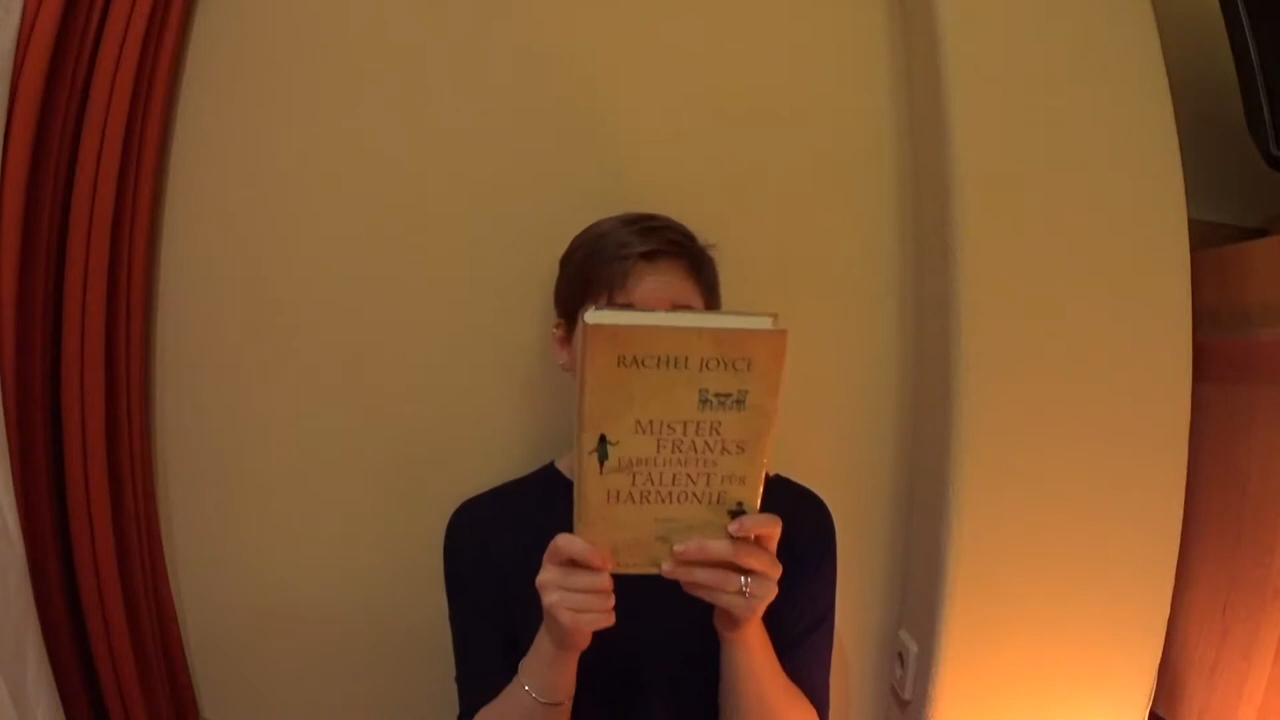 RACHEL JOYCE
MISTER
FRANKS
FABELHAFTES
TALENT FÜR
HARMONIE